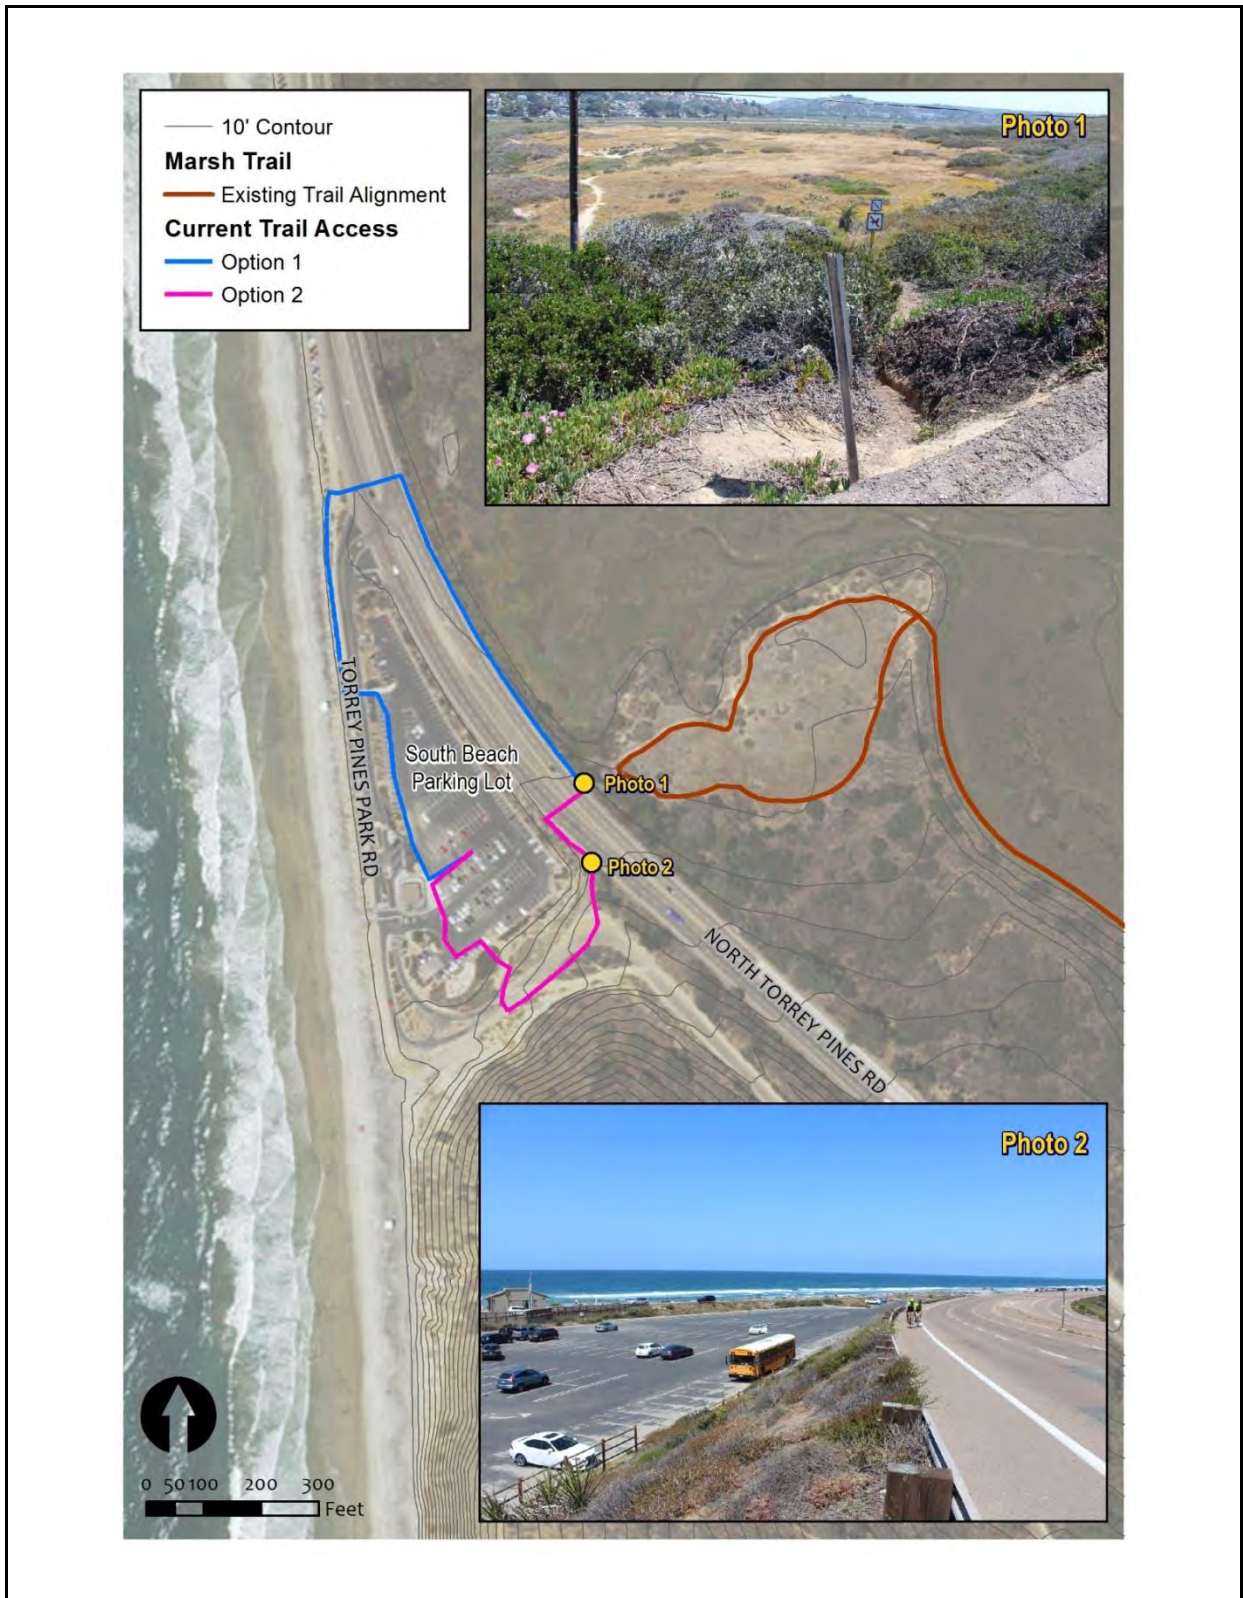 10' Contour
Marsh Trail
Existing Trail Alignment
Current Trail Access
Option 1
Option 2
Photo 1
TORREY PINES PARK RD
South Beach
Parking Lot
Photo 1
Photo 2
NORTH TORREY PINES RD
Photo 2
0 50 100 200 300
Feet